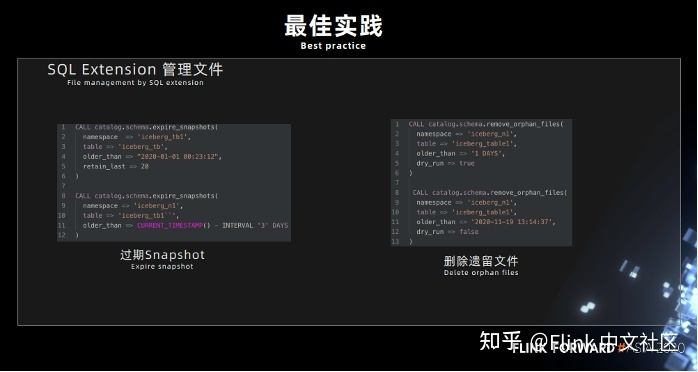 最佳实践
Best practice
SQL Extension 管理文件
File management by SQL extension
1 CALL catalog.schema.expire_snapshots(
2 namespace => 'iceberg_tb1',
3 table => 'iceberg_tb',
4 older_than => "2020-01-01 00:23:12",
5 retain_last => 20
6 )
7
8 CALL catalog.schema.expire_snapshots(
9 namespace => 'iceberg_n1',
10 table => 'iceberg_tb1``',
11 older_than => CURRENT_TIMESTAMP() - INTERVAL "3" DAYS
12 )
过期Snapshot
Expire snapshot
1 CALL catalog.schema.remove_orphan_files(
2 namespace => 'iceberg_n1',
3 table => 'iceberg_table1',
4 older_than => '1 DAYS',
5 dry_run => true
6 )
7
8 CALL catalog.schema.remove_orphan_files(
9 namespace => 'iceberg_n1',
10 table => 'iceberg_table1',
11 older_than => '2020-11-19 13:14:37',
12 dry_run => false
13 )
删除遗留文件
Delete orphan files
知乎 @Flink 中文社区
FLINK FORWARD # ASIA 2020